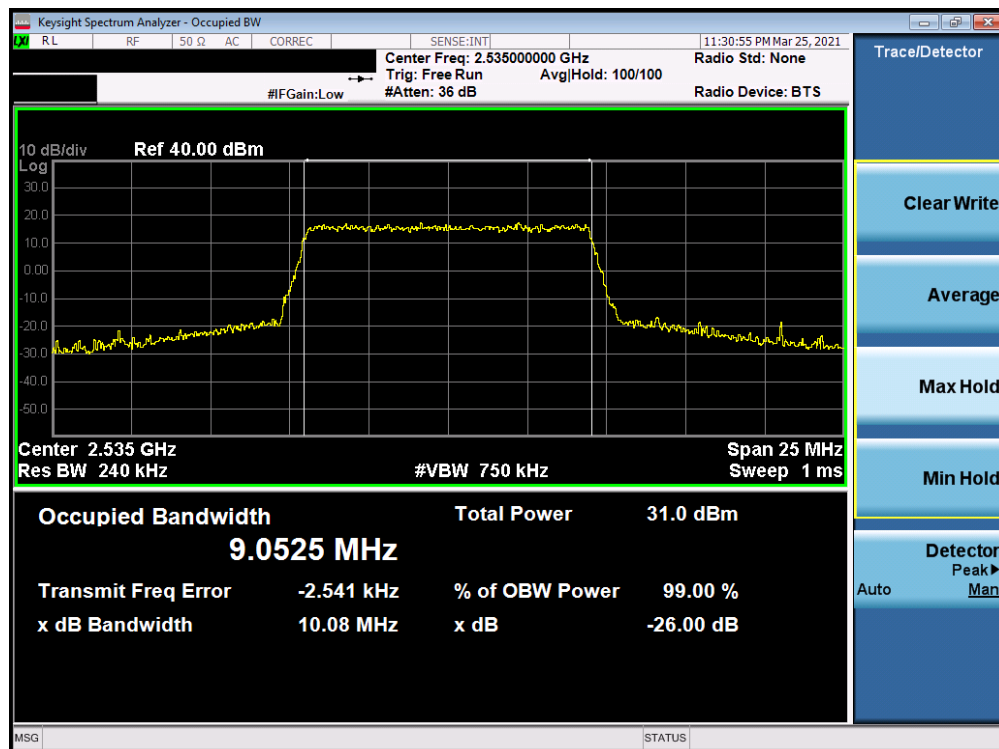 Keysight Spectrum Analyzer - Occupied BW
LXI RL RF 50 Ω AC CORREC SENSE:INT 11:30:55 PM Mar 25, 2021
Center Freq: 2.535000000 GHz Radio Std: None
Trig: Free Run Avg|Hold: 100/100
#IFGain:Low #Atten: 36 dB Radio Device: BTS
Trace/Detector
10 dB/div Ref 40.00 dBm
Log
30.0
20.0
10.0
0.00
-10.0
-20.0
-30.0
-40.0
-50.0
Center 2.535 GHz Span 25 MHz
Res BW 240 kHz #VBW 750 kHz Sweep 1 ms
Clear Write
Average
Max Hold
Min Hold
Detector
Peak▶
Auto Man
Occupied Bandwidth Total Power 31.0 dBm
9.0525 MHz
Transmit Freq Error -2.541 kHz % of OBW Power 99.00 %
x dB Bandwidth 10.08 MHz x dB -26.00 dB
MSG STATUS